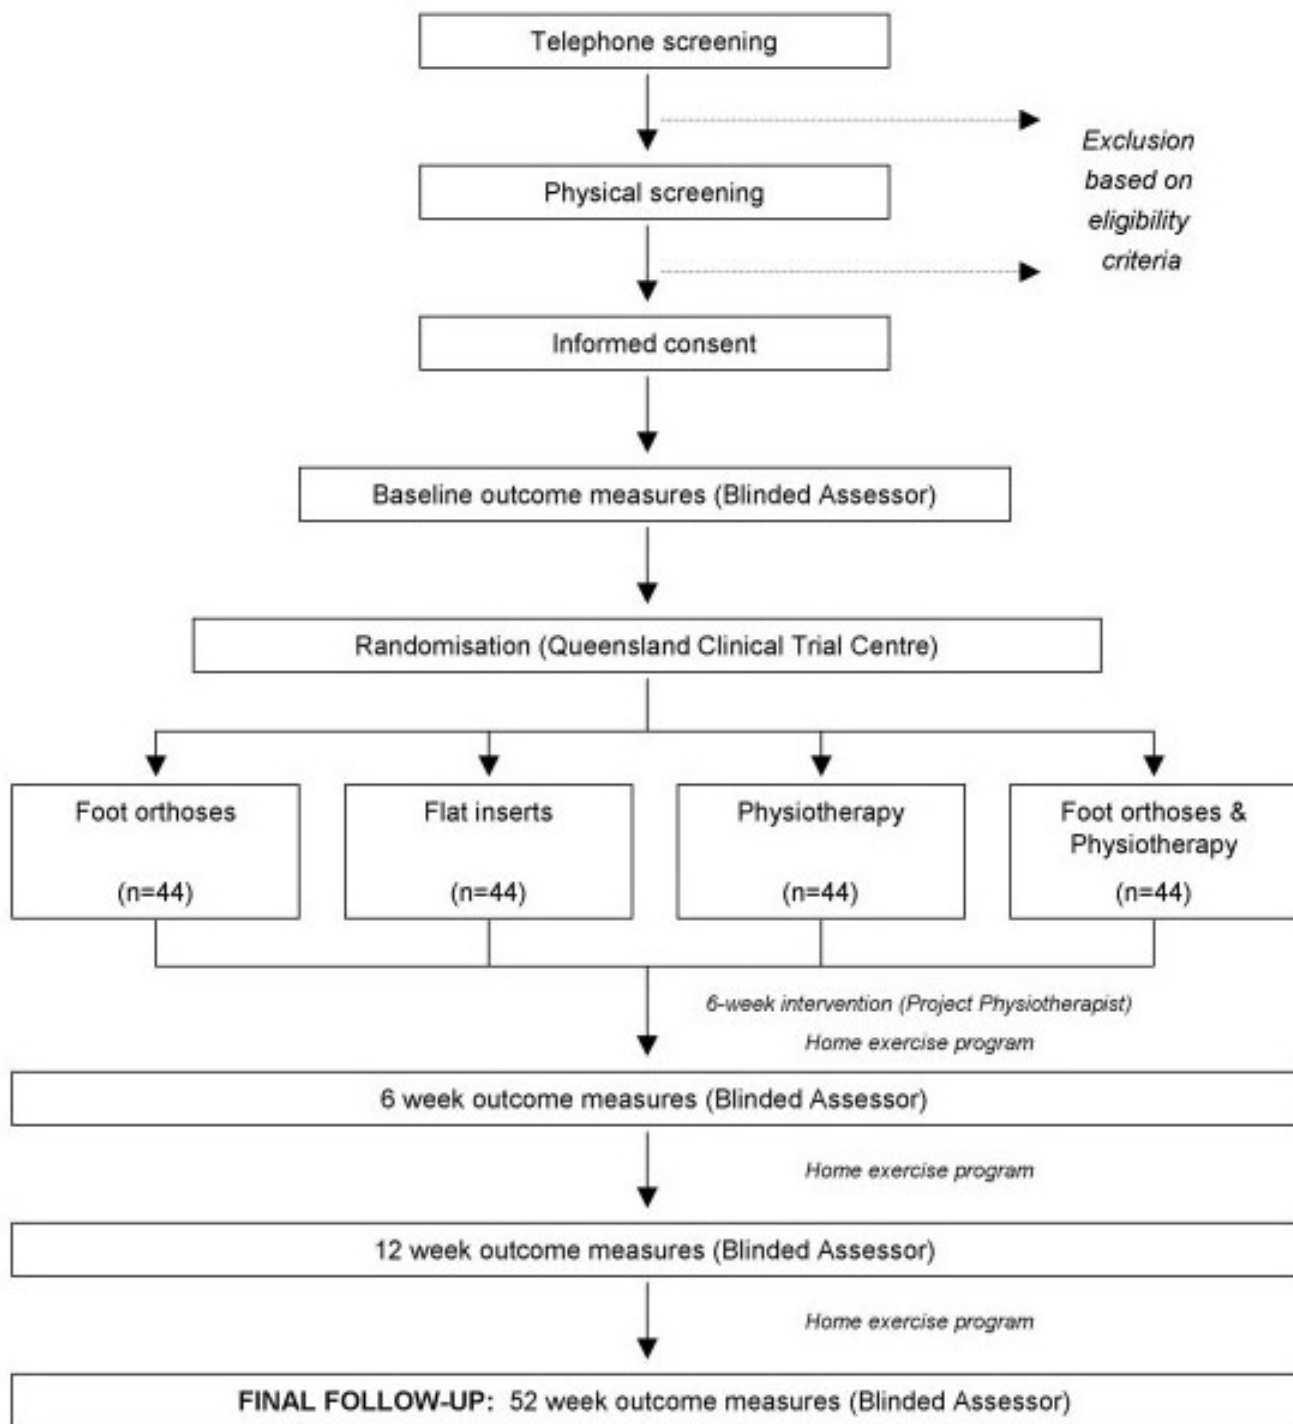 Telephone screening
Exclusion
based on
eligibility
criteria
Physical screening
Informed consent
Baseline outcome measures (Blinded Assessor)
Randomisation (Queensland Clinical Trial Centre)
Foot orthoses
(n=44)
Flat inserts
(n=44)
Physiotherapy
(n=44)
Foot orthoses &
Physiotherapy
(n=44)
6-week intervention (Project Physiotherapist)
Home exercise program
6 week outcome measures (Blinded Assessor)
Home exercise program
12 week outcome measures (Blinded Assessor)
Home exercise program
FINAL FOLLOW-UP: 52 week outcome measures (Blinded Assessor)